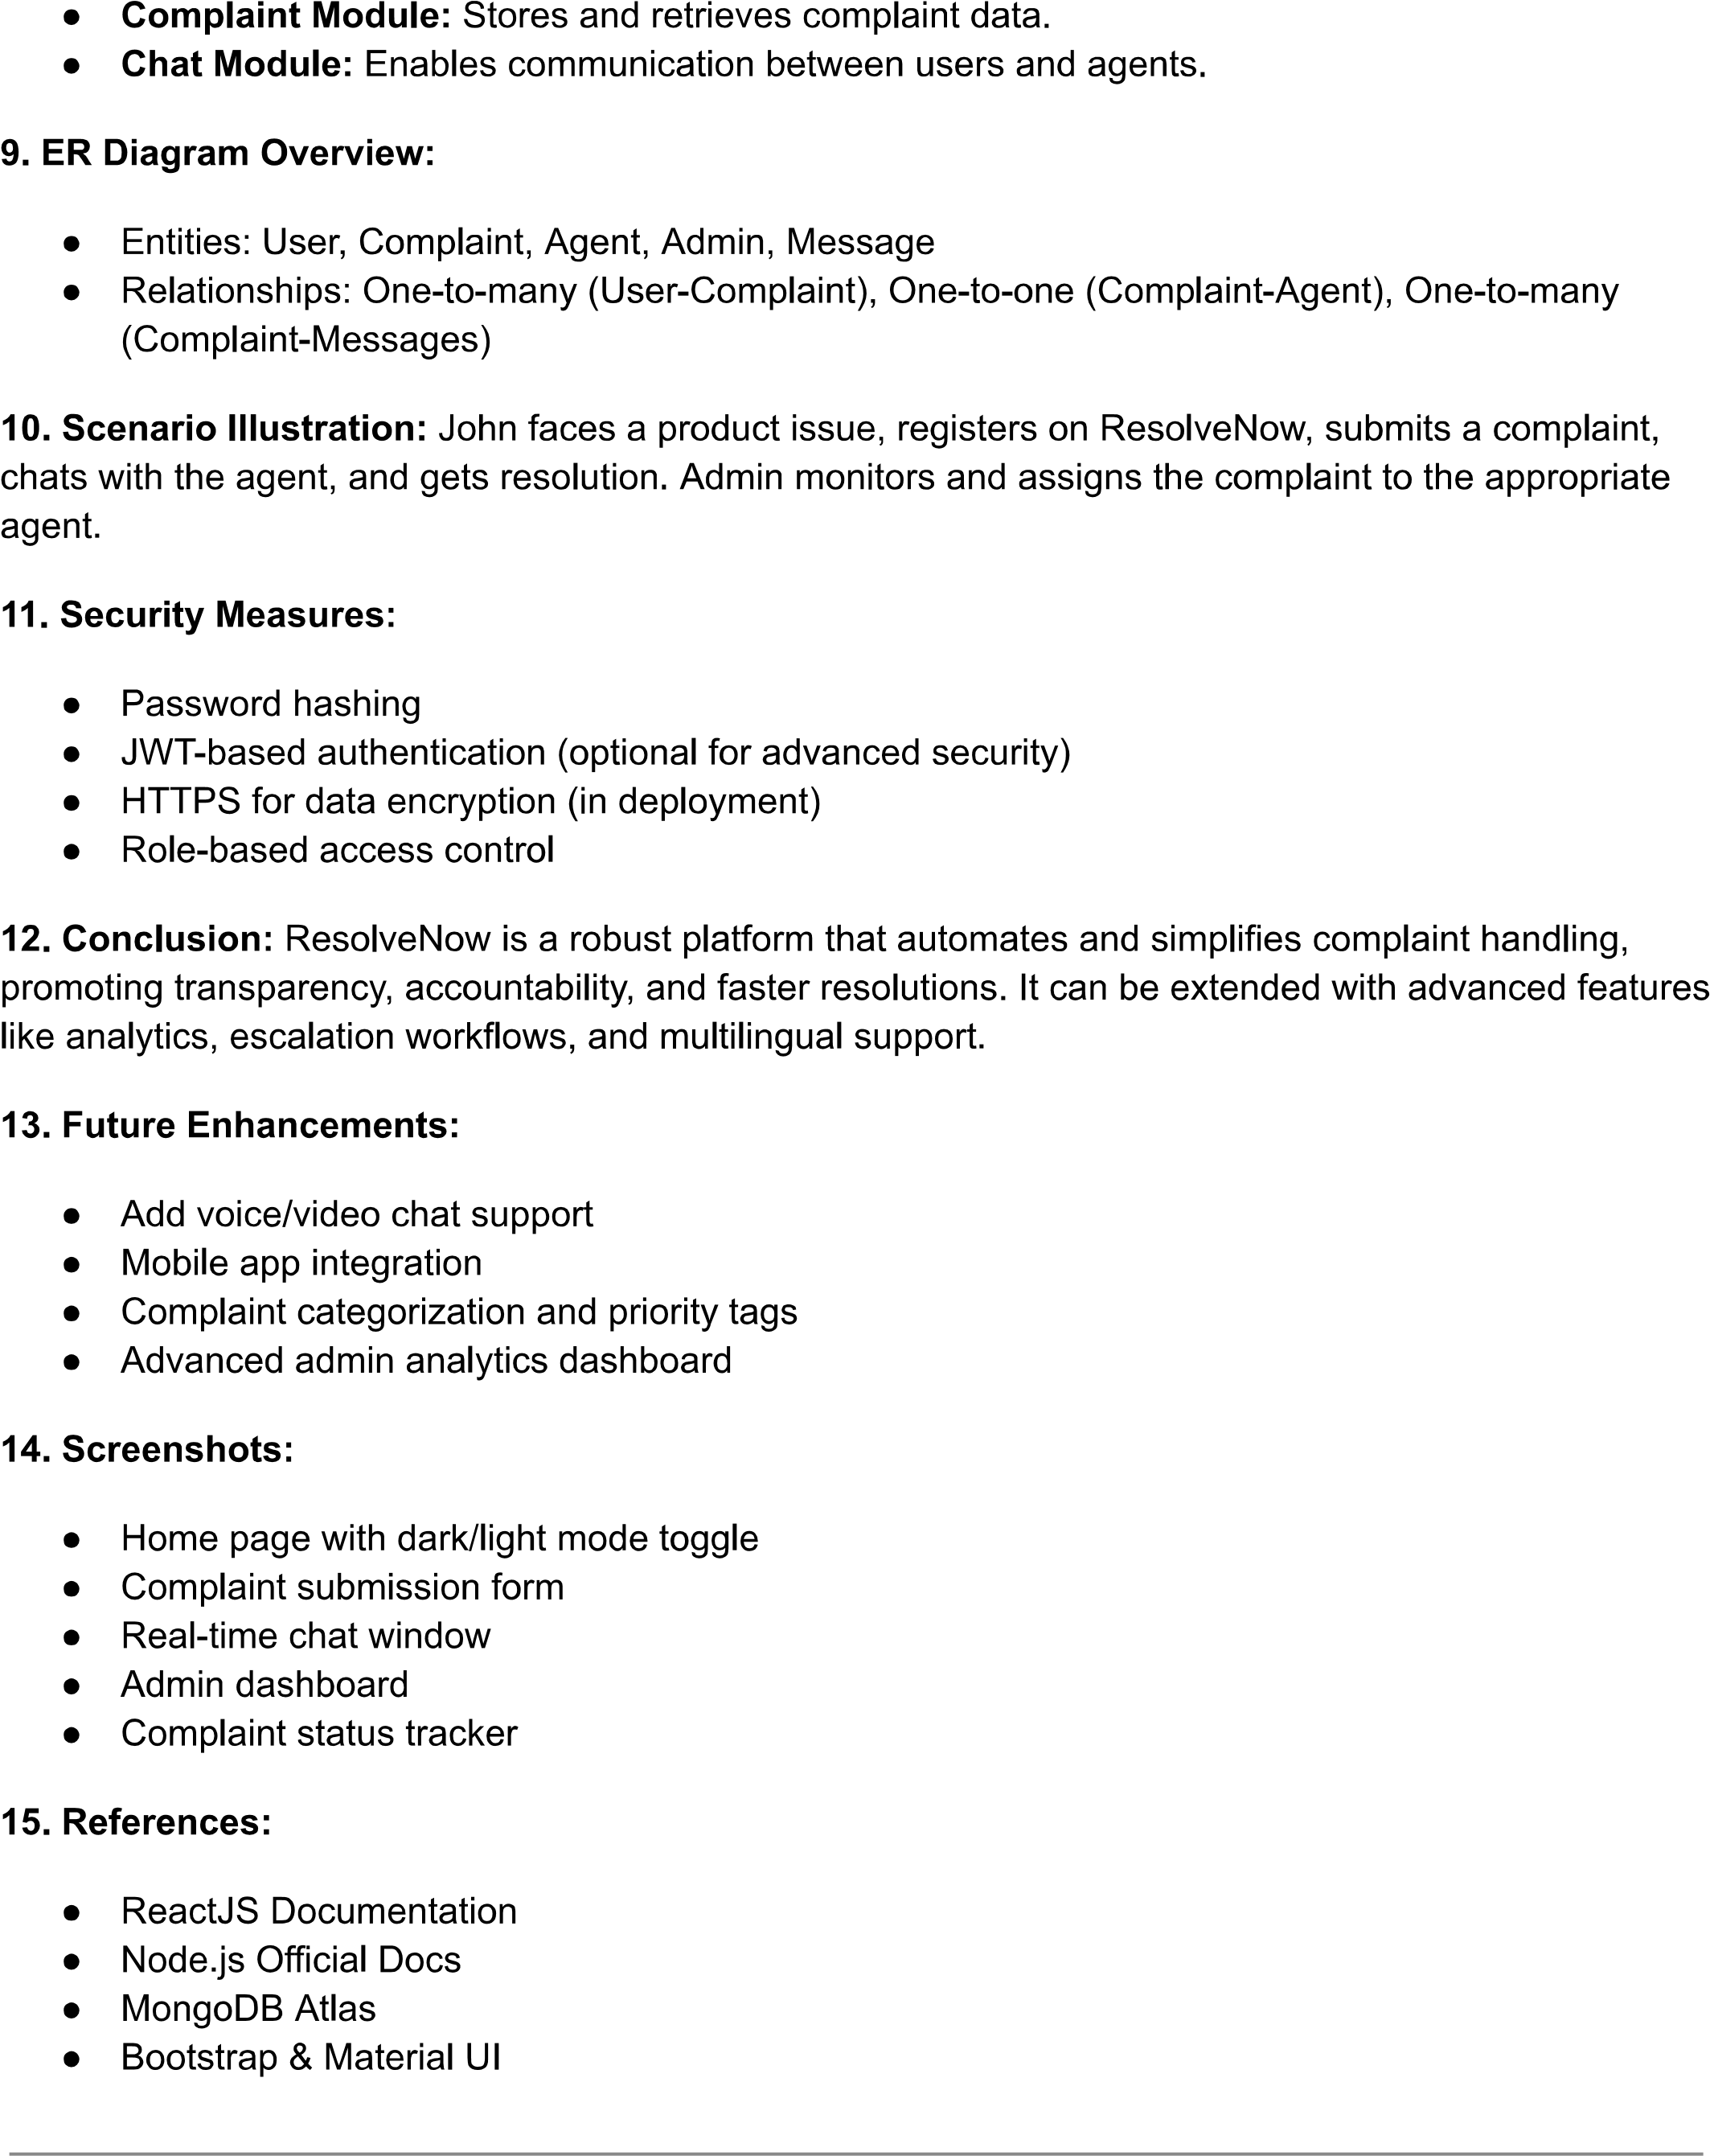 ● Complaint Module: Stores and retrieves complaint data.
● Chat Module: Enables communication between users and agents.
9. ER Diagram Overview:
● Entities: User, Complaint, Agent, Admin, Message
● Relationships: One-to-many (User-Complaint), One-to-one (Complaint-Agent), One-to-many
(Complaint-Messages)
10. Scenario Illustration: John faces a product issue, registers on ResolveNow, submits a complaint,
chats with the agent, and gets resolution. Admin monitors and assigns the complaint to the appropriate
agent.
11. Security Measures:
● Password hashing
● JWT-based authentication (optional for advanced security)
● HTTPS for data encryption (in deployment)
● Role-based access control
12. Conclusion: ResolveNow is a robust platform that automates and simplifies complaint handling,
promoting transparency, accountability, and faster resolutions. It can be extended with advanced features
like analytics, escalation workflows, and multilingual support.
13. Future Enhancements:
● Add voice/video chat support
● Mobile app integration
● Complaint categorization and priority tags
● Advanced admin analytics dashboard
14. Screenshots:
● Home page with dark/light mode toggle
● Complaint submission form
● Real-time chat window
● Admin dashboard
● Complaint status tracker
15. References:
● ReactJS Documentation
● Node.js Official Docs
● MongoDB Atlas
● Bootstrap & Material UI